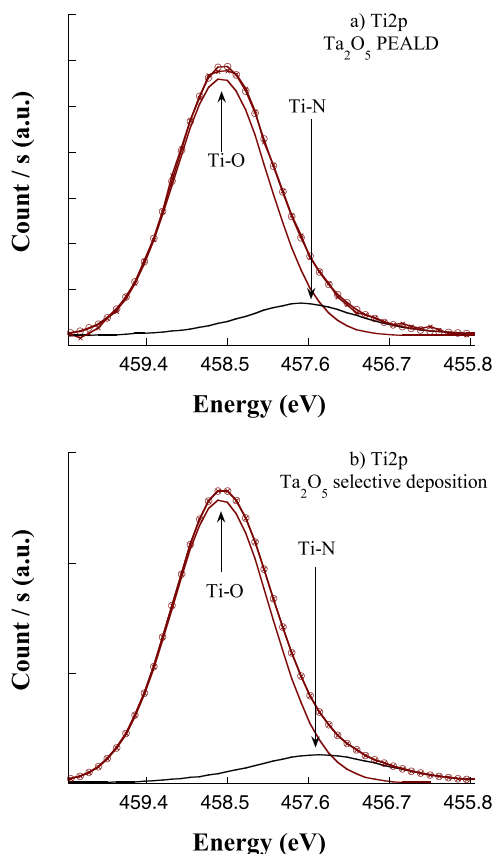 a) Ti2p
Ta2O5 PEALD
Ti-N
Ti-O
Count / s (a.u.)
459.4 458.5 457.6 456.7 455.8
Energy (eV)
b) Ti2p
Ta2O5 selective deposition
Ti-N
Ti-O
Count / s (a.u.)
459.4 458.5 457.6 456.7 455.8
Energy (eV)